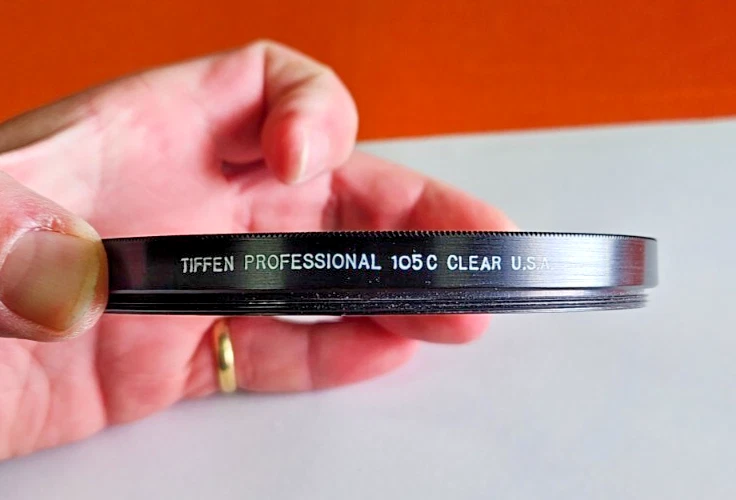 TIFFEN PROFESSIONAL 105C CLEAR U.S.A.